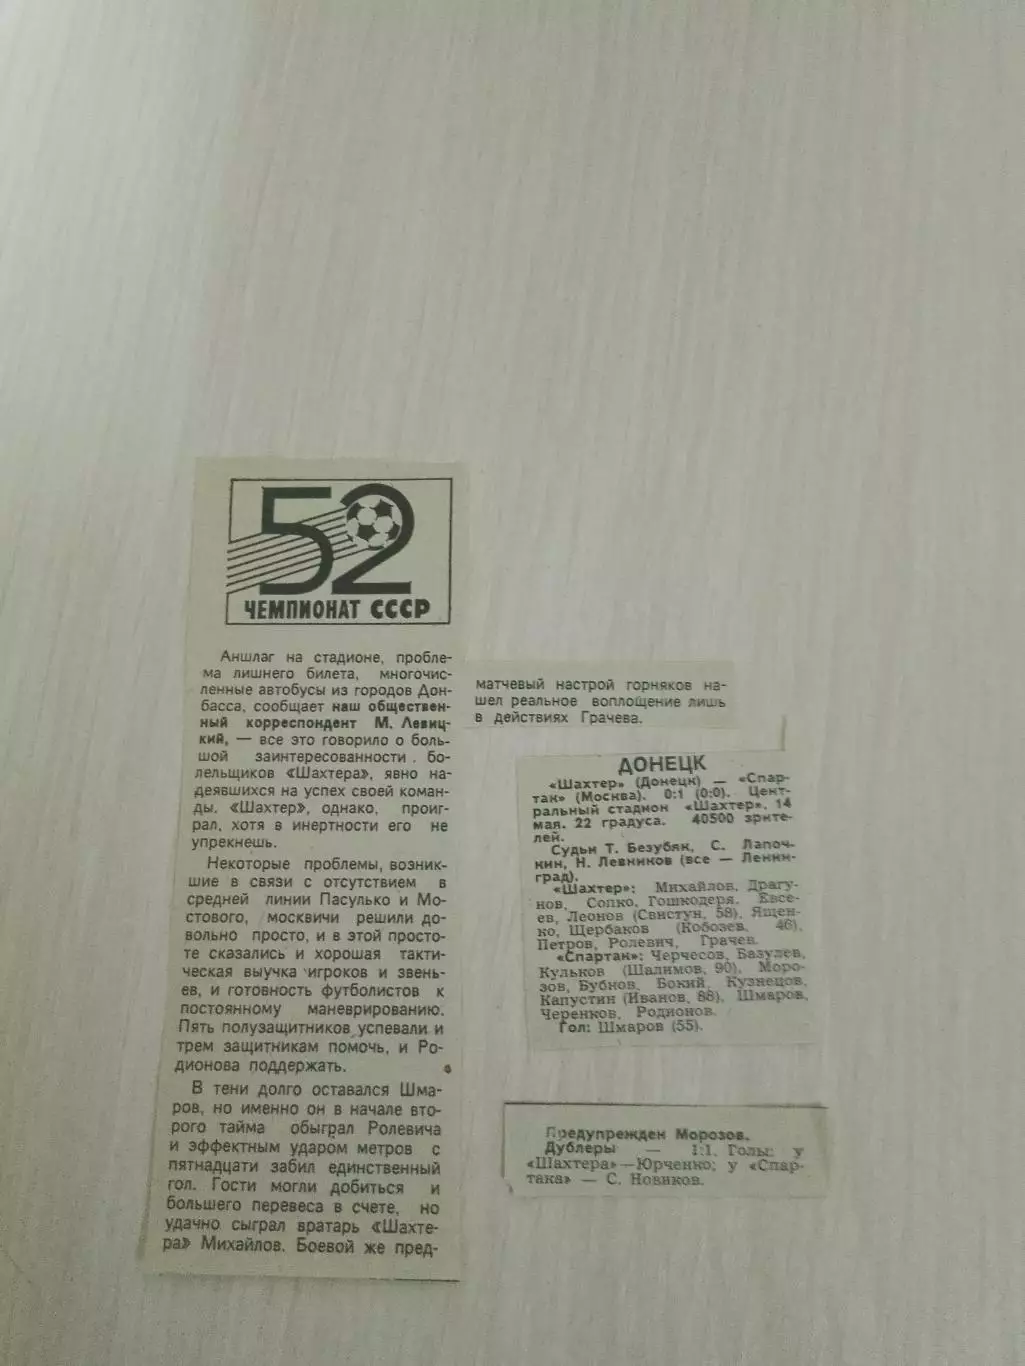 52
ЧЕМПИОНАТ СССР
Аншлаг на стадионе, пробле-
ма лишнего билета, многочис-
ленные автобусы из городов Дон-
басса, сообщает наш обществен-
ный корреспондент М. Левиц-
кий, — все это говорило о боль-
шой заинтересованности бо-
лельщиков «Шахтера», явно на-
деявшихся на успех своей коман-
ды. «Шахтер», однако, проиг-
рал, хотя в инертности его не
упрекнешь.
Некоторые проблемы, возник-
шие в связи с отсутствием в
средней линии Пасулько и Мо-
стового, москвичи решили до-
вольно просто, и в этой просто-
те сказались и хорошая такти-
ческая выучка игроков и звень-
ев, и готовность футболистов к
постоянному маневрированию.
Пять полузащитников успевали и
трем защитникам помочь, и Ро-
дионова поддержать.
В тени долго оставался Шма-
ров, но именно он в начале вто-
рого тайма обыграл Ролевича
и эффектным ударом метров с
пятнадцати забил единственный
гол. Гости могли добиться и
большего перевеса в счете, но
удачно сыграл вратарь «Шахте-
ра» Михайлов. Боевой же пред-
матчевый настрой горняков на-
шел реальное воплощение лишь
в действиях Грачева.
ДОНЕЦК
«Шахтер» (Донецк) — «Спар-
так» (Москва). 0:1 (0:0). Цент-
ральный стадион «Шахтер». 14
мая. 22 градуса. 40500 зрите-
лей.
Судьи Т. Безубяк, С. Лапоч-
кин, Н. Левников (все — Ленин-
град).
«Шахтер»: Михайлов, Драгу-
нов, Сопко, Гошкодеря, Евсе-
ев, Леонов (Свистун, 58), Ящен-
ко, Щербаков (Кобозев, 46),
Петров, Ролевич, Грачев.
«Спартак»: Черчесов, Базулев,
Кульков (Шалимов, 90), Моро-
зов, Бубнов, Бокий, Кузнецов,
Капустин (Иванов, 88), Шмаров,
Черенков, Родионов.
Гол: Шмаров (55).
Предупрежден Морозов.
Дублеры — 1:1. Голы: у
«Шахтера»—Юрченко; у «Спар-
така» — С. Новиков.